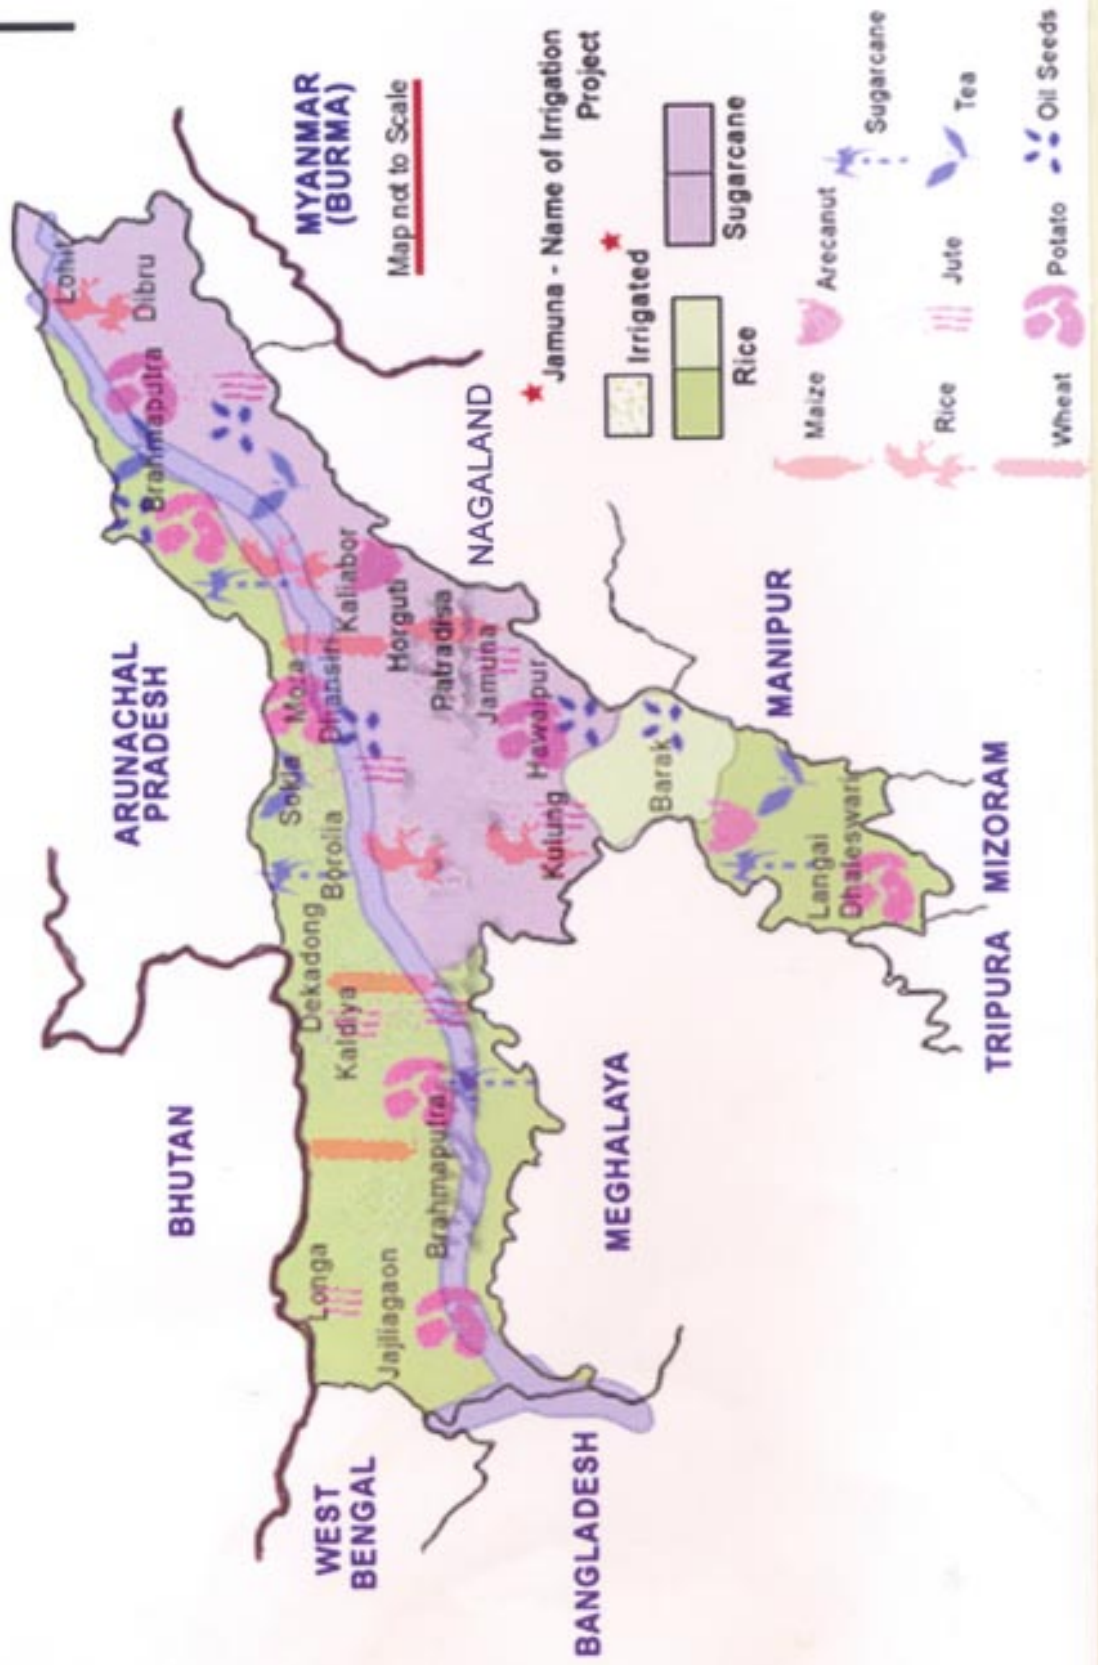 ARUNACHAL
PRADESH
BHUTAN
WEST
BENGAL
BANGLADESH
MEGHALAYA
TRIPURA
MIZORAM
MANIPUR
NAGALAND
MYANMAR
(BURMA)
Map not to Scale
Lohit
Dibru
Brahmaputra
Kaliabor
Horguti
Patradisa
Jamuna
Hawaipur
Kulung
Dhansiri
Mora
Sokla
Borolia
Dekadong
Kaldiya
Brahmaputra
Longa
Jajliagaon
Barak
Langai
Dhaleswari
Jamuna - Name of Irrigation
Project
Irrigated
Rice
Sugarcane
Maize
Arecanut
Sugarcane
Rice
Jute
Tea
Wheat
Potato
Oil Seeds